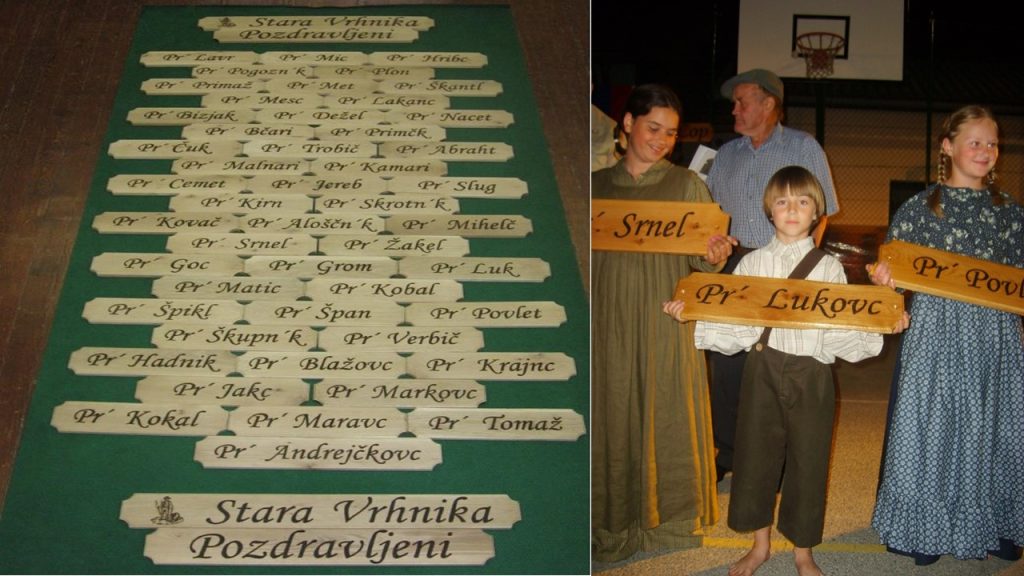 Stara Vrhnika
Pozdravljeni
Pr´ Lavr Pr´ Mic Pr´ Hribc
Pr´ Pogozn´k Pr´ Plon
Pr´ Primaž Pr´ Met Pr´ Škantl
Pr´ Mesc Pr´ Lakanc
Pr´ Bizjak Pr´ Dežel Pr´ Nacet
Pr´ Bčari Pr´ Primčk
Pr´ Čuk Pr´ Trobič Pr´ Abraht
Pr´ Malnari Pr´ Kamari
Pr´ Cemet Pr´ Jereb Pr´ Slug
Pr´ Kirn Pr´ Skrotn´k
Pr´ Kovač Pr´ Aloščn´k Pr´ Mihelč
Pr´ Srnel Pr´ Žakel
Pr´ Goc Pr´ Grom Pr´ Luk
Pr´ Matic Pr´ Kobal
Pr´ Špikl Pr´ Špan Pr´ Povlet
Pr´ Škupn´k Pr´ Verbič
Pr´ Hadnik Pr´ Blažovc Pr´ Krajnc
Pr´ Jakc Pr´ Markovc
Pr´ Kokal Pr´ Maravc Pr´ Tomaž
Pr´ Andrejčkovc
Stara Vrhnika
Pozdravljeni
Srnel
Pr´ Lukovc
Pr´ Povl